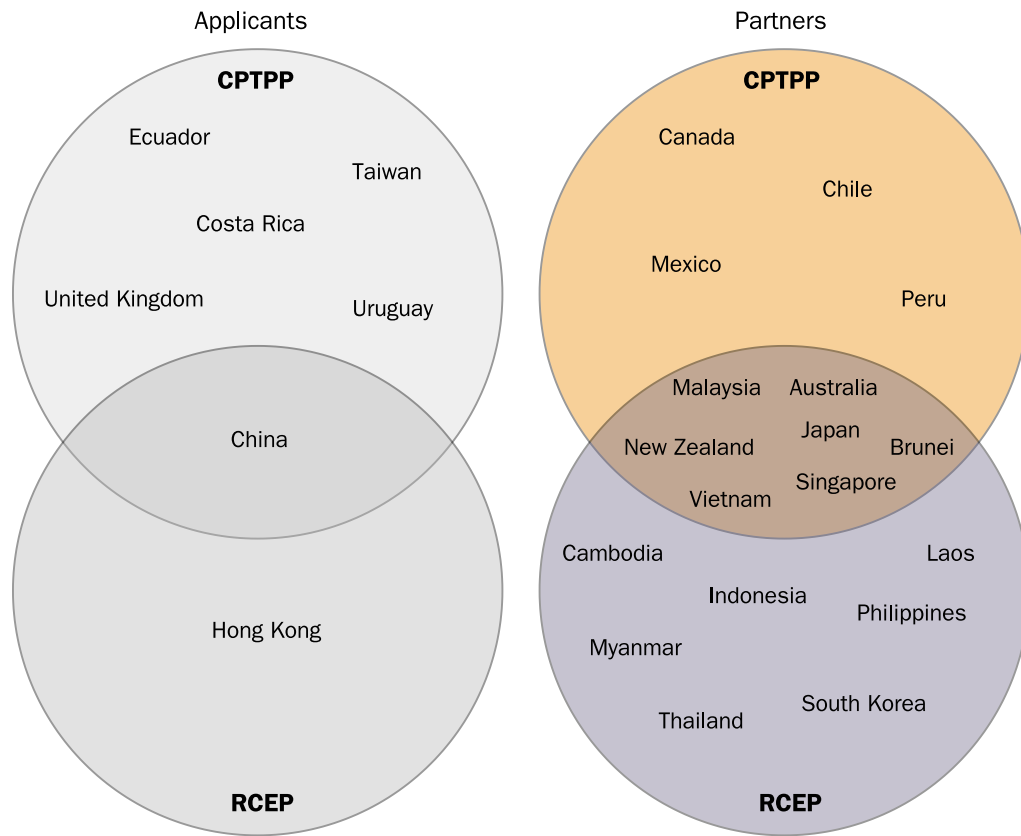 Applicants
CPTPP
Ecuador
Taiwan
Costa Rica
United Kingdom
Uruguay
China
Hong Kong
RCEP
Partners
CPTPP
Canada
Chile
Mexico
Peru
Malaysia
Australia
Japan
New Zealand
Brunei
Singapore
Vietnam
Cambodia
Laos
Indonesia
Philippines
Myanmar
South Korea
Thailand
RCEP